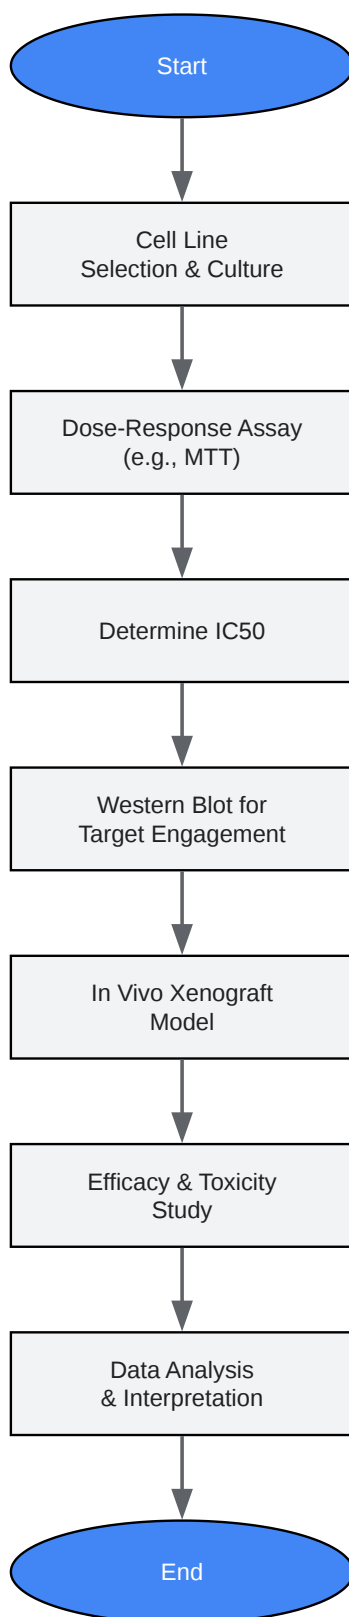 Start
Cell Line
Selection & Culture
Dose-Response Assay
(e.g., MTT)
Determine IC50
Western Blot for
Target Engagement
In Vivo Xenograft
Model
Efficacy & Toxicity
Study
Data Analysis
& Interpretation
End